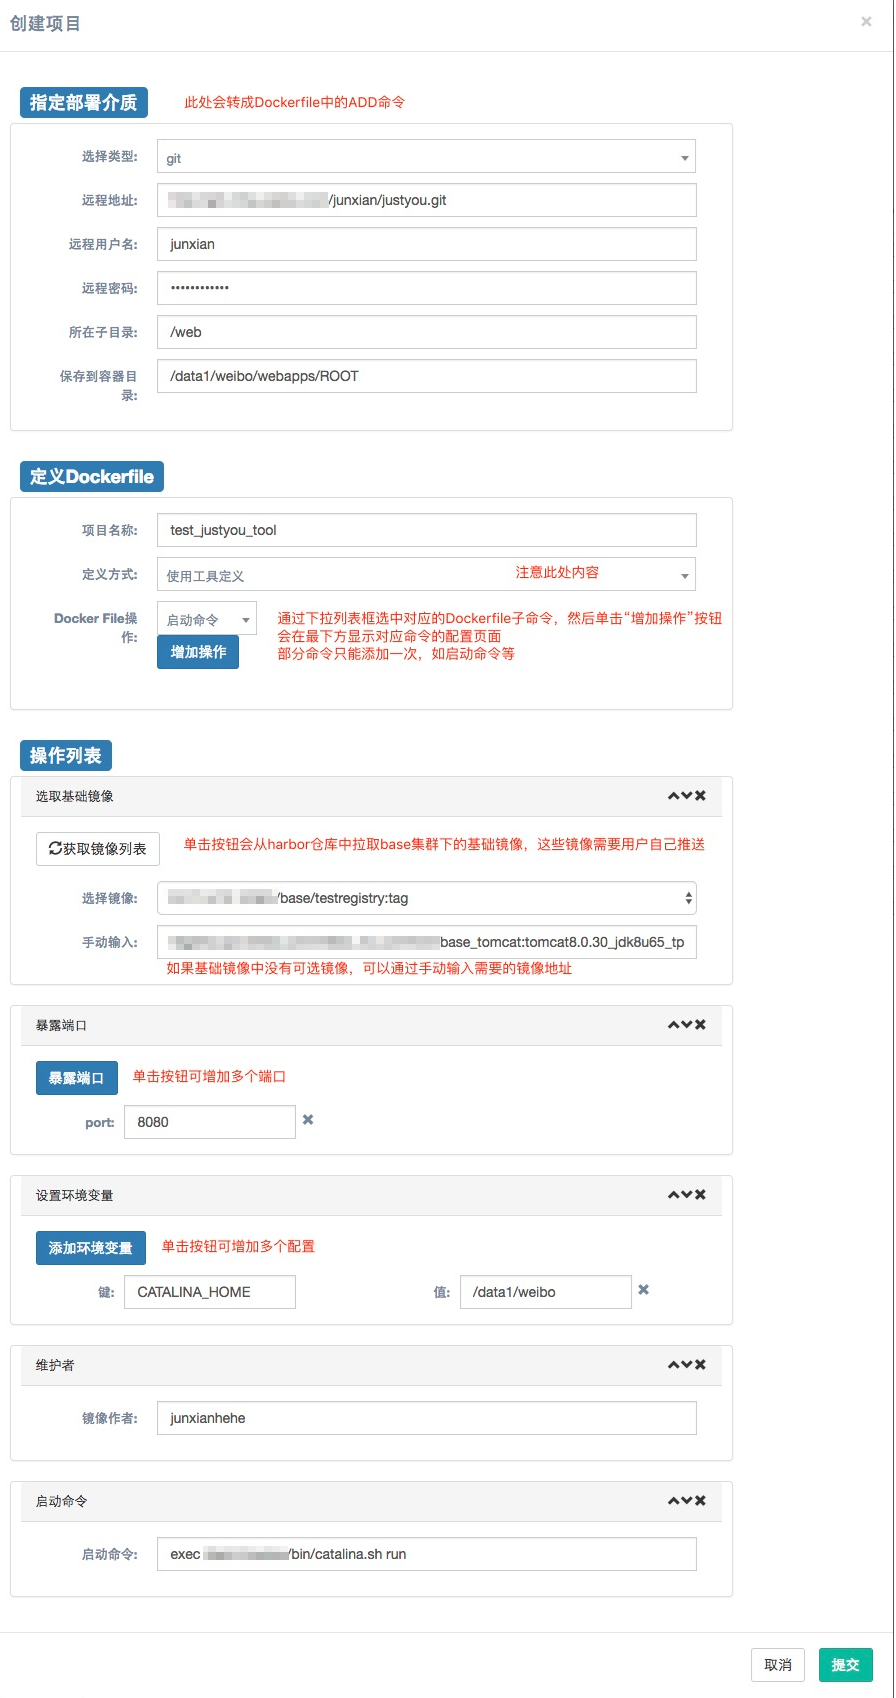 创建项目 ×
指定部署介质 此处会转成Dockerfile中的ADD命令
选择类型: git
远程地址: /junxian/justyou.git
远程用户名: junxian
远程密码: ••••••••••••
所在子目录: /web
保存到容器目录: /data1/weibo/webapps/ROOT
定义Dockerfile
项目名称: test_justyou_tool
定义方式: 使用工具定义 注意此处内容
Docker File操作: 启动命令
增加操作
通过下拉列表框选中对应的Dockerfile子命令，然后单击“增加操作”按钮
会在最下方显示对应命令的配置页面
部分命令只能添加一次，如启动命令等
操作列表
选取基础镜像
获取镜像列表 单击按钮会从harbor仓库中拉取base集群下的基础镜像，这些镜像需要用户自己推送
选择镜像: /base/testregistry:tag
手动输入: base_tomcat:tomcat8.0.30_jdk8u65_tp
如果基础镜像中没有可选镜像，可以通过手动输入需要的镜像地址
暴露端口
暴露端口 单击按钮可增加多个端口
port: 8080
设置环境变量
添加环境变量 单击按钮可增加多个配置
键: CATALINA_HOME 值: /data1/weibo
维护者
镜像作者: junxianhehe
启动命令
启动命令: exec /bin/catalina.sh run
取消 提交